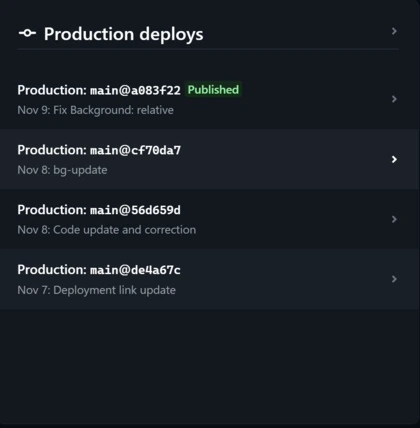 Production deploys
Production: main@a083f22 Published
Nov 9: Fix Background: relative
Production: main@cf70da7
Nov 8: bg-update
Production: main@56d659d
Nov 8: Code update and correction
Production: main@de4a67c
Nov 7: Deployment link update